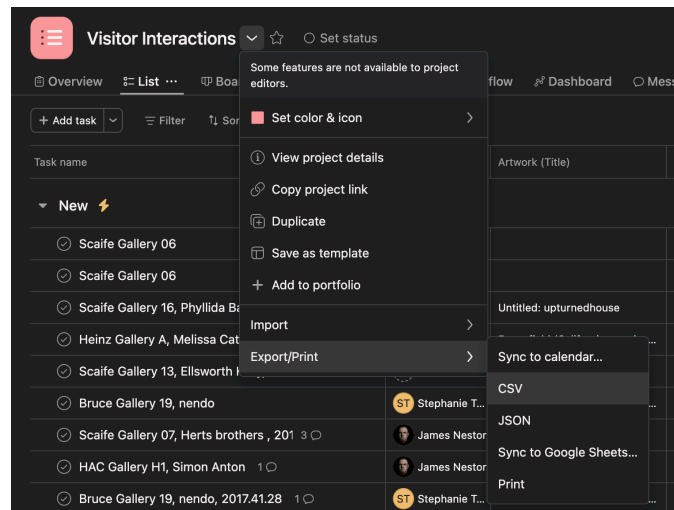 Visitor Interactions
Set status
Some features are not available to project
editors.
Overview
List
Boa
flow
Dashboard
Mess
Set color & icon
+ Add task
Filter
Sor
Task name
View project details
Artwork (Title)
Copy project link
New
Duplicate
Scaife Gallery 06
Save as template
Scaife Gallery 06
+ Add to portfolio
Scaife Gallery 16, Phyllida Ba
Untitled: upturnedhouse
Import
Heinz Gallery A, Melissa Cat
Export/Print
Sync to calendar...
Scaife Gallery 13, Ellsworth
CSV
Bruce Gallery 19, nendo
ST Stephanie T...
JSON
Scaife Gallery 07, Herts brothers , 201 3
James Nestor
Sync to Google Sheets...
HAC Gallery H1, Simon Anton 1
James Nestor
Print
Bruce Gallery 19, nendo, 2017.41.28 1
ST Stephanie T...